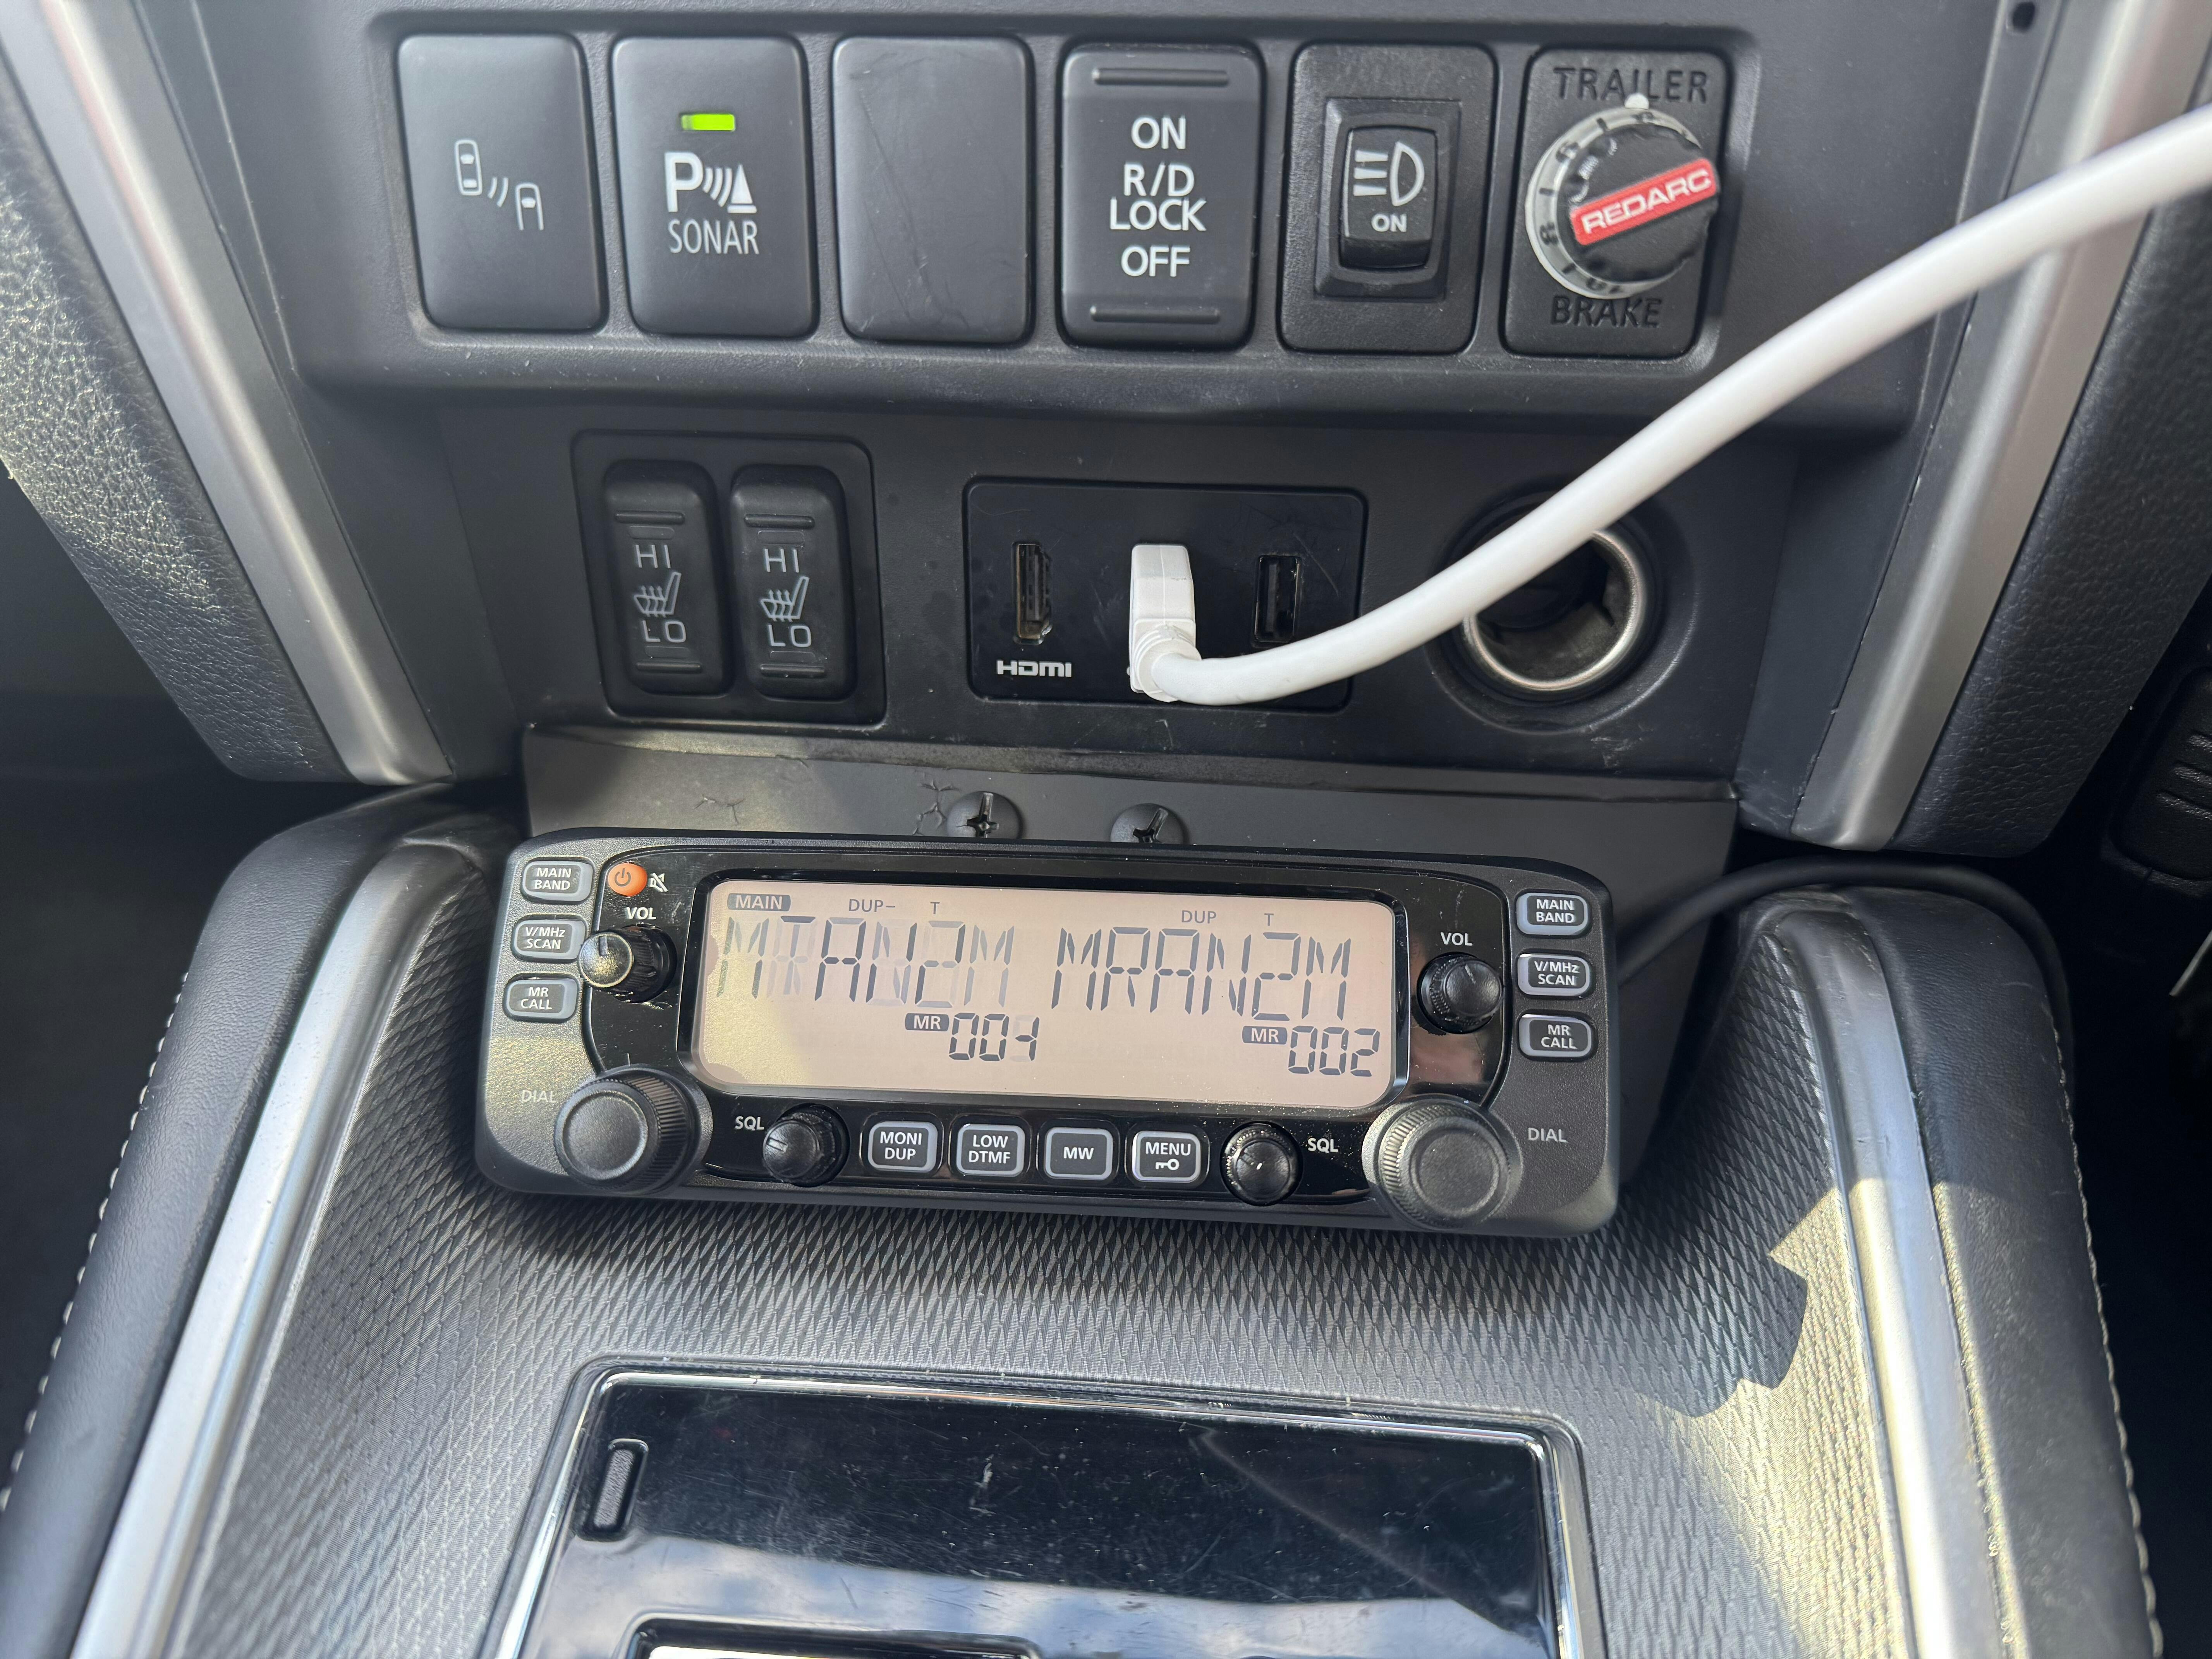 TRAILER
P
SONAR
ON
R/D
LOCK
OFF
ON
REDARC
BRAKE
HI
LO
HI
LO
HDMI
MAIN
BAND
VOL
V/MHz
SCAN
MR
CALL
DIAL
MAIN DUP- T DUP T
MRAN2M
MR 004 MR 002
VOL
MAIN
BAND
V/MHz
SCAN
MR
CALL
DIAL
SQL
MONI
DUP
LOW
DTMF
MW
MENU
SQL